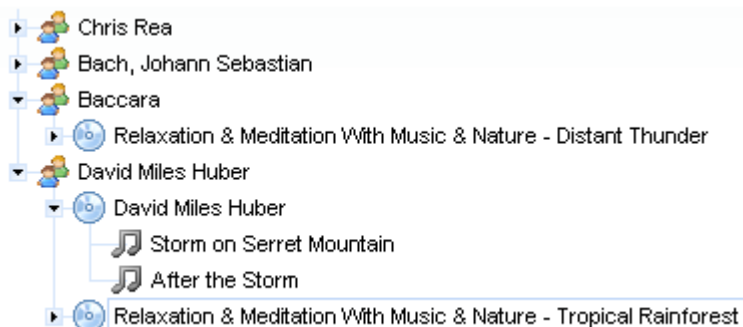 Chris Rea
Bach, Johann Sebastian
Baccara
Relaxation & Meditation With Music & Nature - Distant Thunder
David Miles Huber
David Miles Huber
Storm on Serret Mountain
After the Storm
Relaxation & Meditation With Music & Nature - Tropical Rainforest